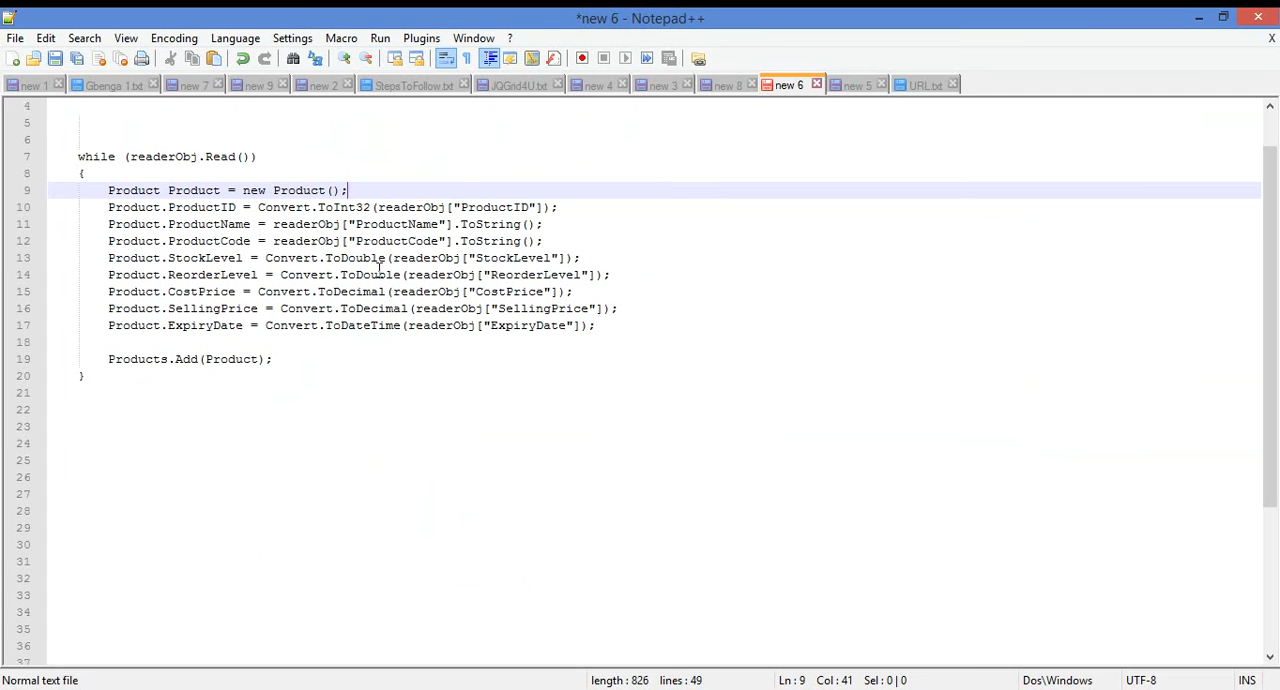 *new 6 - Notepad++
File Edit Search View Encoding Language Settings Macro Run Plugins Window ? X
new 1 Gbenga 1.txt new 7 new 9 new 2 StepsToFollow.txt JQGrid4U.txt new 4 new 3 new 8 new 6 new 5 URL.txt
4
5
6
7 while (readerObj.Read())
8 {
9 Product Product = new Product();
10 Product.ProductID = Convert.ToInt32(readerObj["ProductID"]);
11 Product.ProductName = readerObj["ProductName"].ToString();
12 Product.ProductCode = readerObj["ProductCode"].ToString();
13 Product.StockLevel = Convert.ToDouble(readerObj["StockLevel"]);
14 Product.ReorderLevel = Convert.ToDouble(readerObj["ReorderLevel"]);
15 Product.CostPrice = Convert.ToDecimal(readerObj["CostPrice"]);
16 Product.SellingPrice = Convert.ToDecimal(readerObj["SellingPrice"]);
17 Product.ExpiryDate = Convert.ToDateTime(readerObj["ExpiryDate"]);
18
19 Products.Add(Product);
20 }
21
22
23
24
25
26
27
28
29
30
31
32
33
34
35
36
37
Normal text file length : 826 lines : 49 Ln : 9 Col : 41 Sel : 0 | 0 Dos\Windows UTF-8 INS